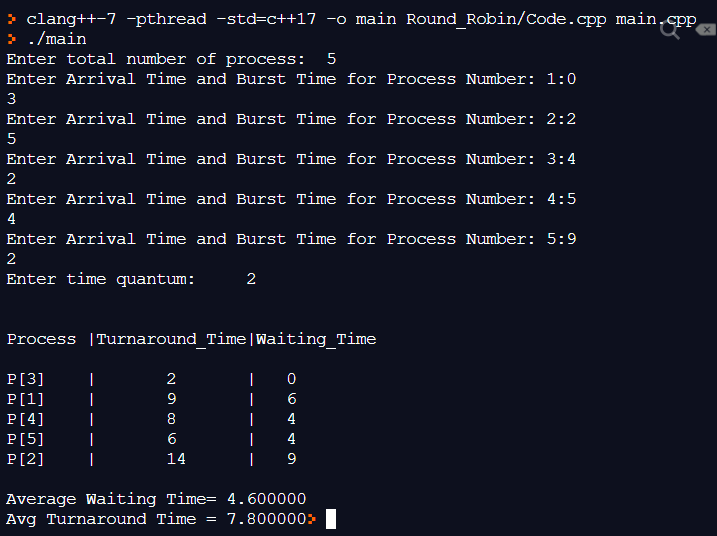 > clang++-7 -pthread -std=c++17 -o main Round_Robin/Code.cpp main.cpp
> ./main
Enter total number of process:  5
Enter Arrival Time and Burst Time for Process Number: 1:0
3
Enter Arrival Time and Burst Time for Process Number: 2:2
5
Enter Arrival Time and Burst Time for Process Number: 3:4
2
Enter Arrival Time and Burst Time for Process Number: 4:5
4
Enter Arrival Time and Burst Time for Process Number: 5:9
2
Enter time quantum:     2
Process |Turnaround_Time|Waiting_Time
P[3]    |       2       |   0
P[1]    |       9       |   6
P[4]    |       8       |   4
P[5]    |       6       |   4
P[2]    |       14      |   9
Average Waiting Time= 4.600000
Avg Turnaround Time = 7.800000>